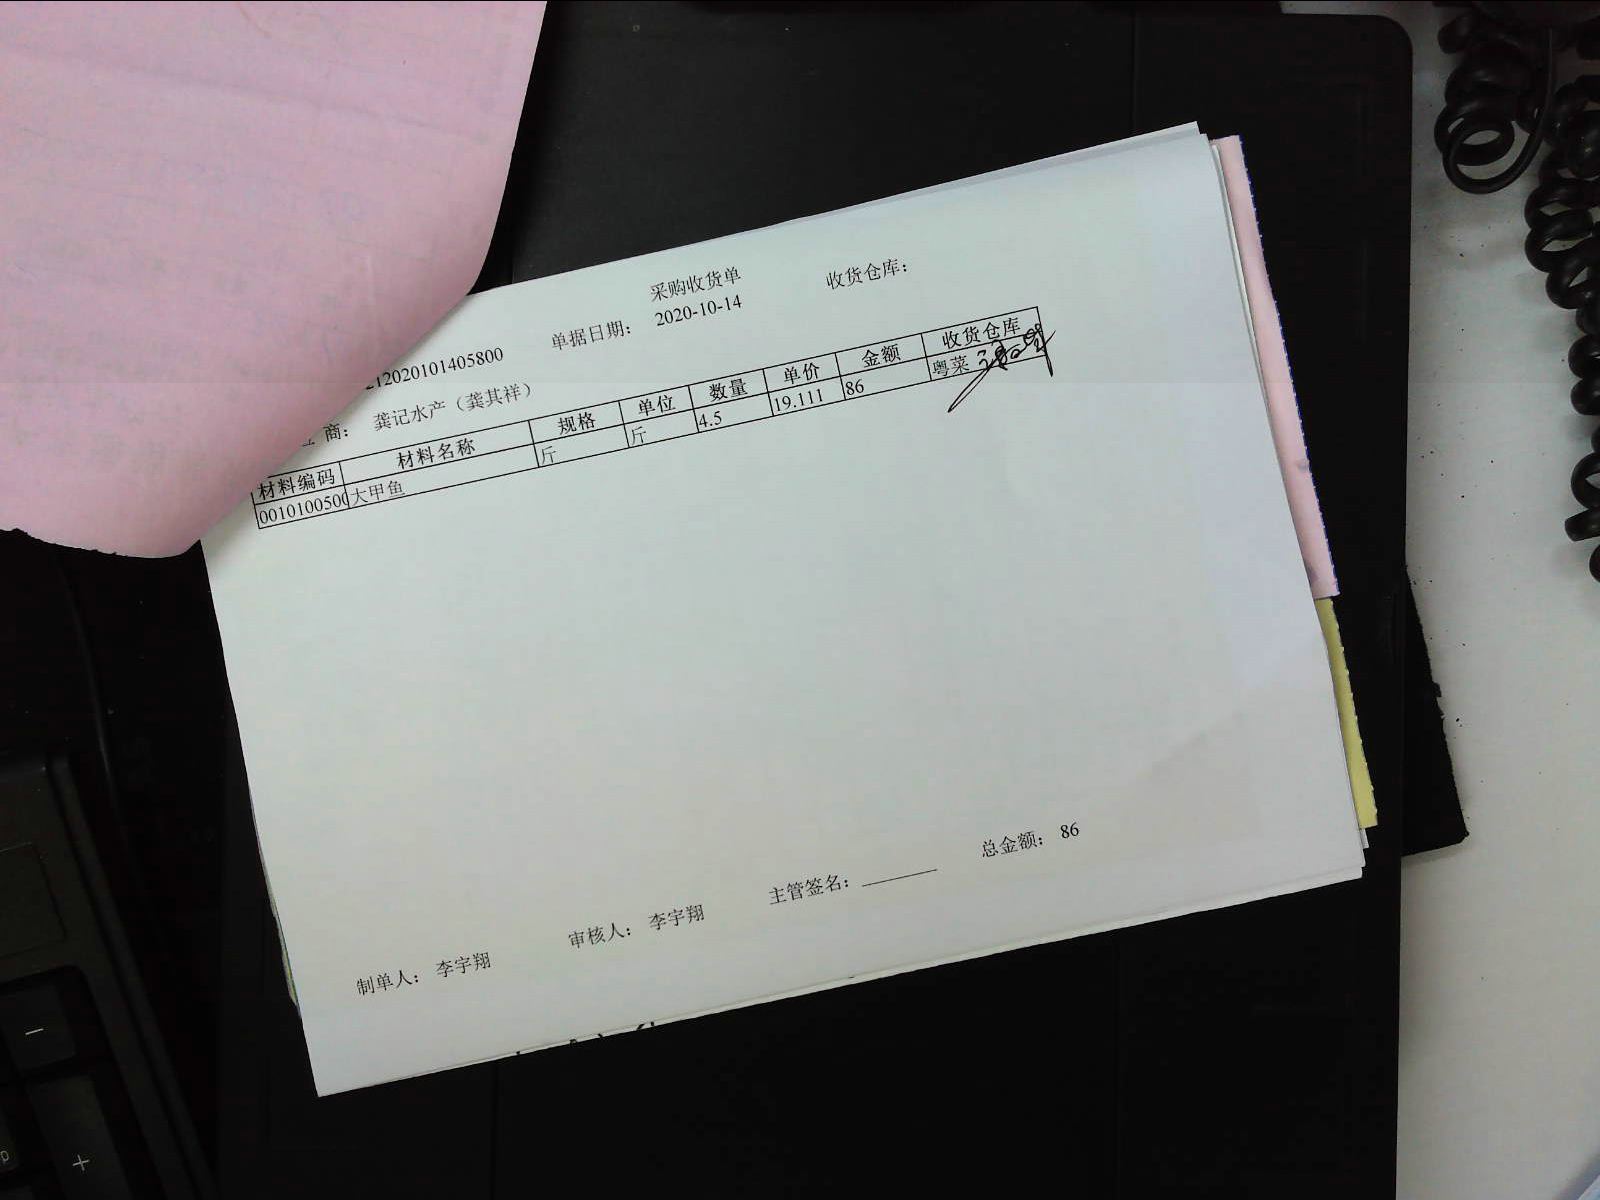 采购收货单
收货仓库：
单据日期： 2020-10-14
212020101405800
商： 龚记水产（龚其祥）
材料编码 材料名称 规格 单位 数量 单价 金额 收货仓库
0010100500 大甲鱼 斤 斤 4.5 19.111 86 粤菜
总金额： 86
主管签名：
审核人： 李宇翔
制单人： 李宇翔